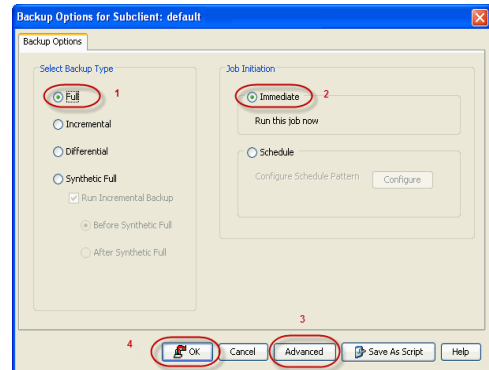 Backup Options for Subclient: default
Backup Options
Select Backup Type
Full
1
Incremental
Differential
Synthetic Full
Run Incremental Backup
Before Synthetic Full
After Synthetic Full
Job Initiation
Immediate
2
Run this job now
Schedule
Configure Schedule Pattern
Configure
3
4
OK
Cancel
Advanced
Save As Script
Help